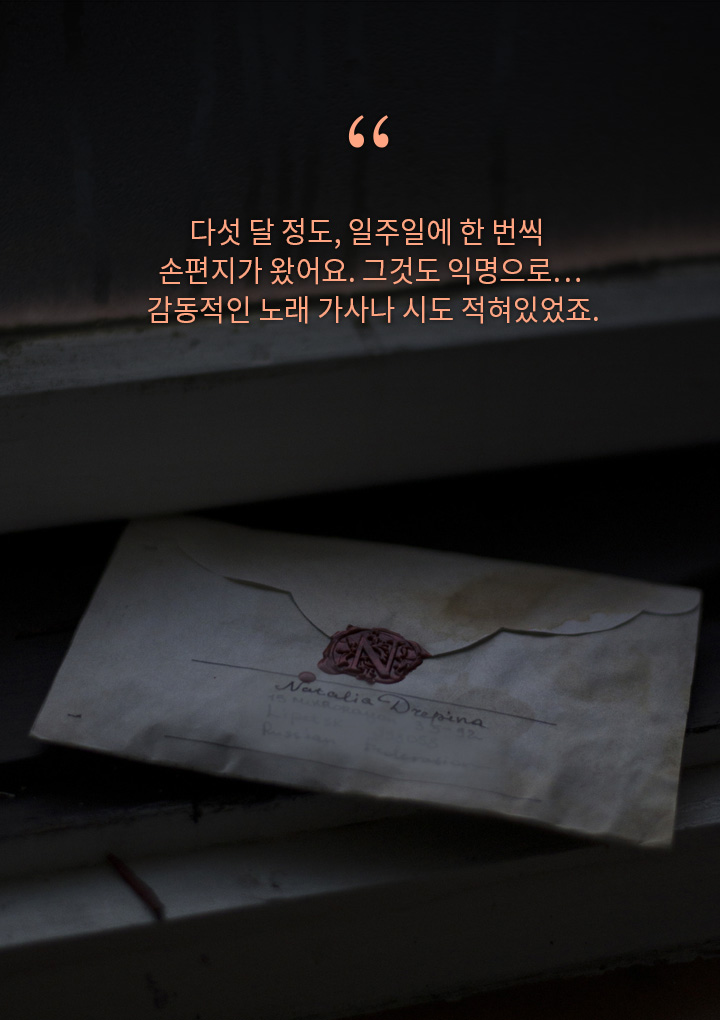 “
다섯 달 정도, 일주일에 한 번씩
손편지가 왔어요. 그것도 익명으로…
감동적인 노래 가사나 시도 적혀있었죠.
N
Natalia Drepina
Russian